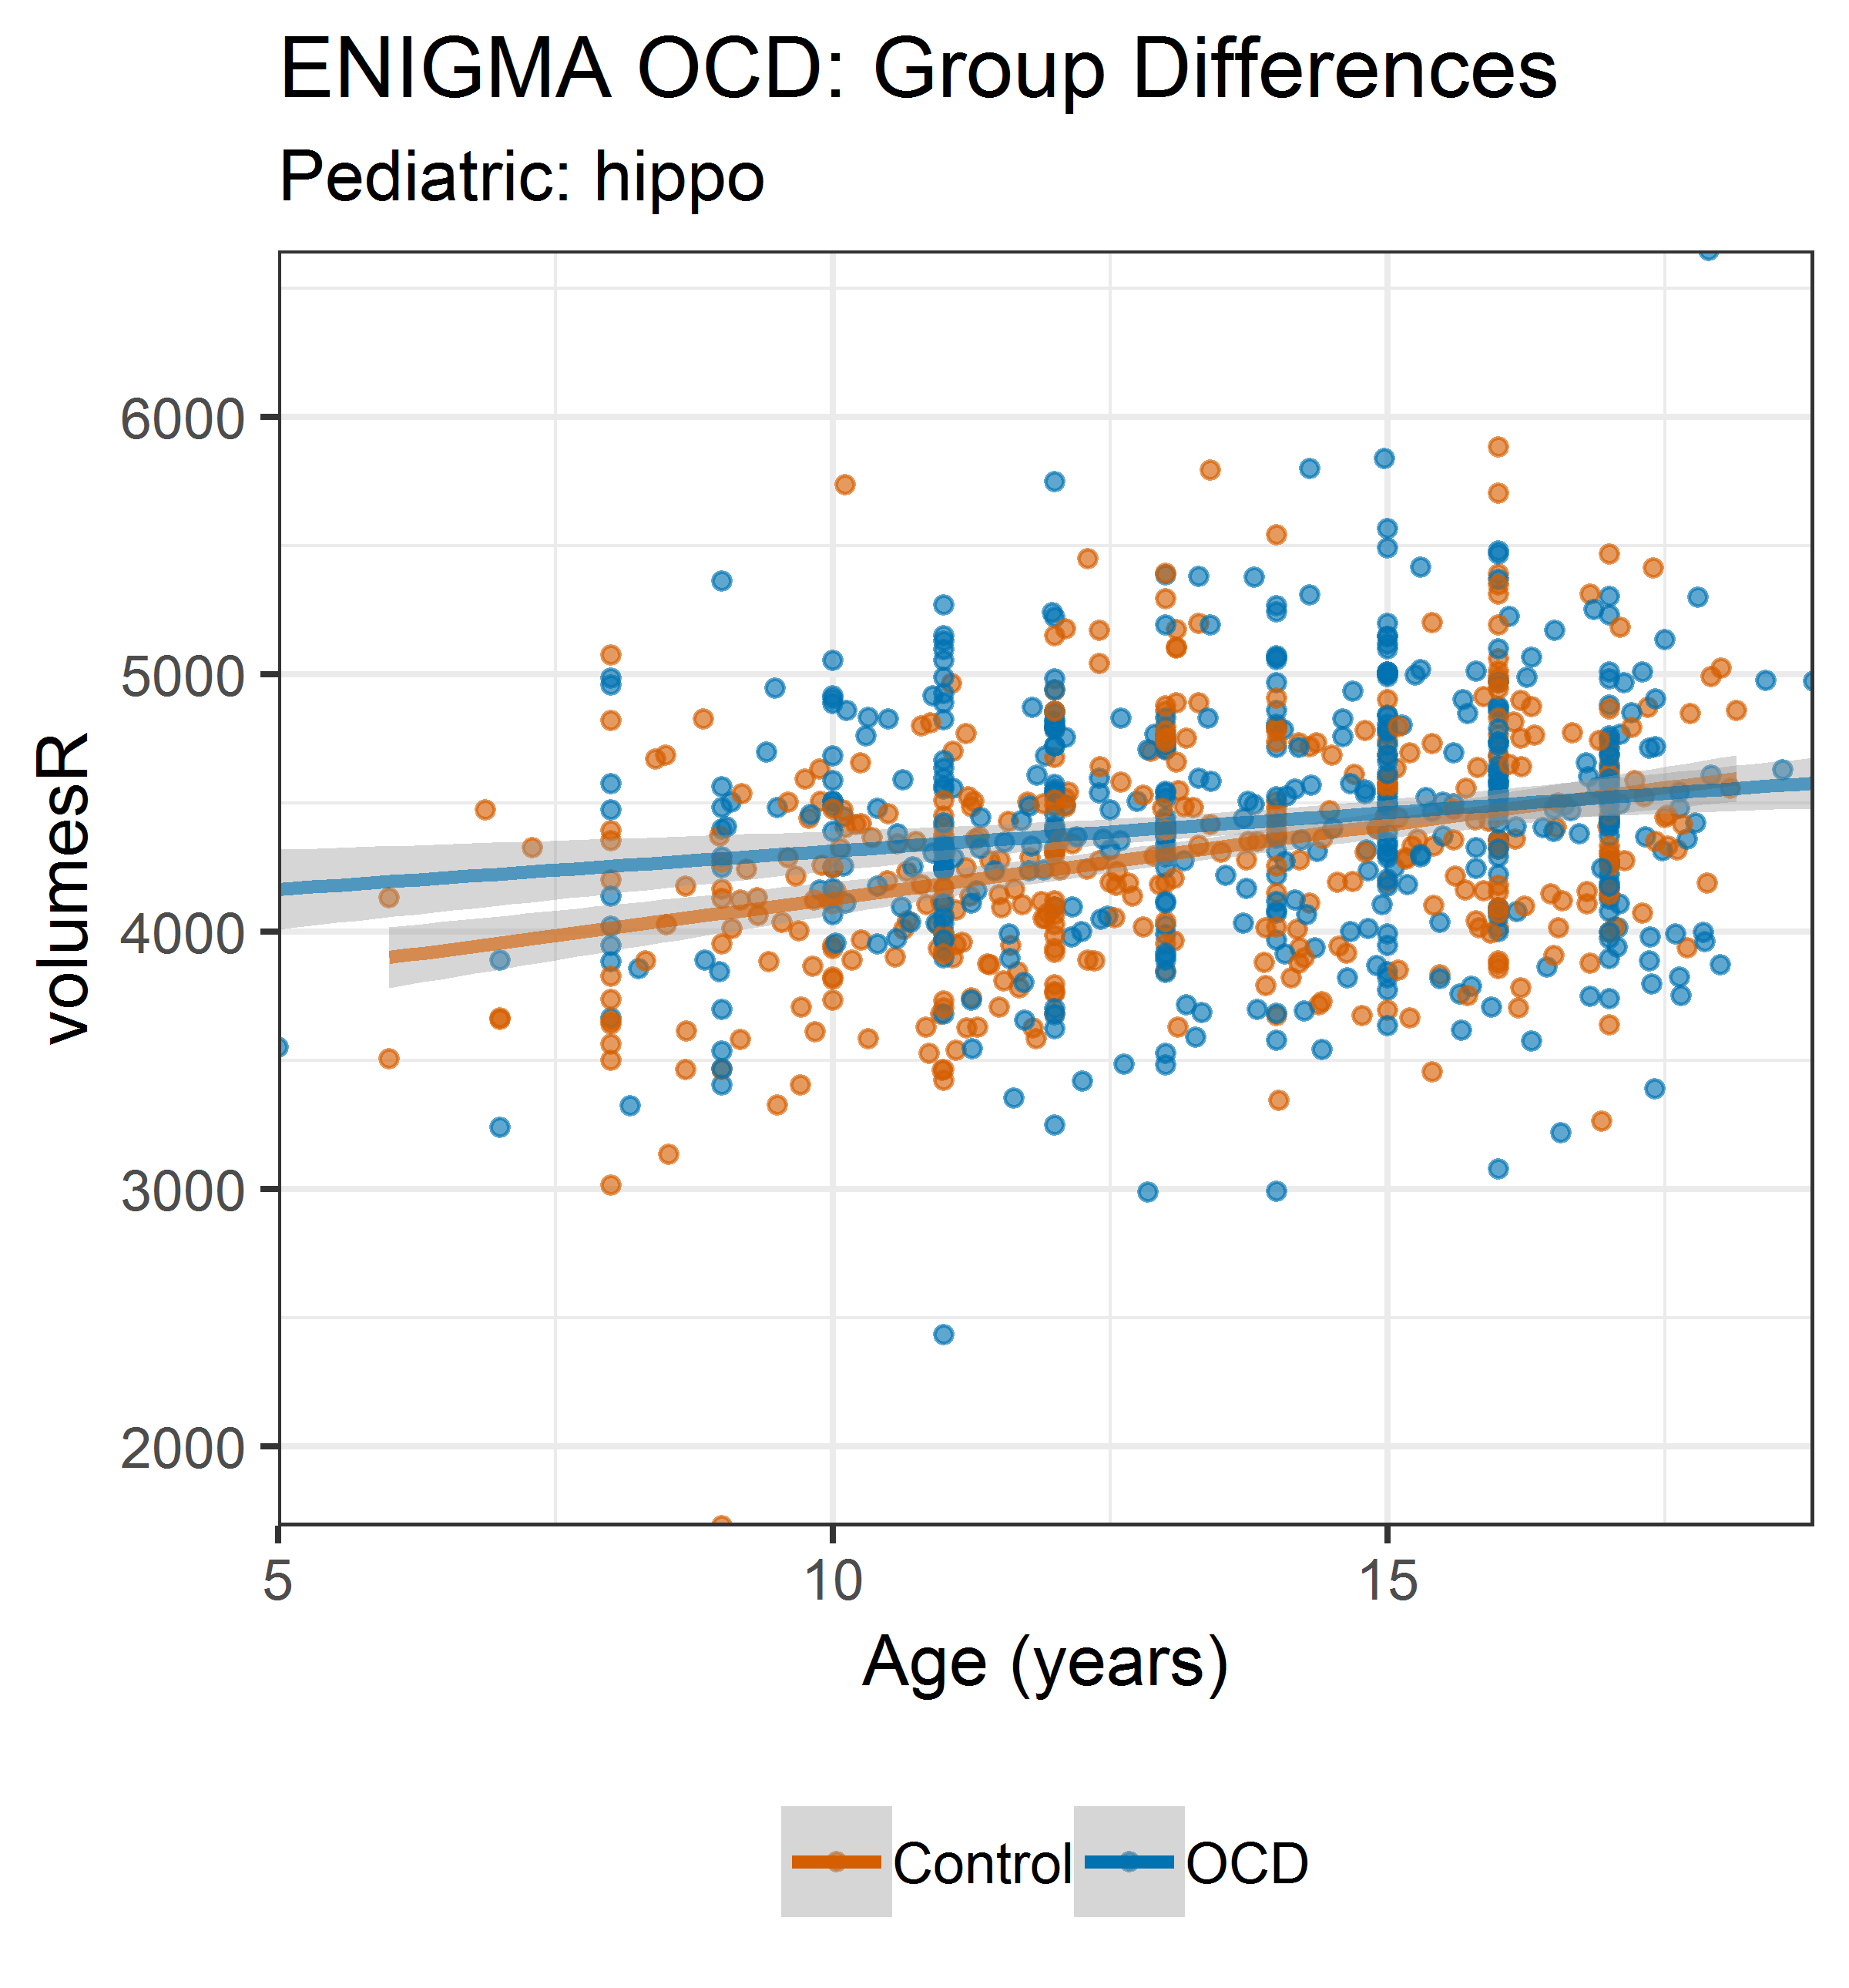 ENIGMA OCD: Group Differences
Pediatric: hippo
volumesR
6000
5000
4000
3000
2000
5 10 15
Age (years)
Control OCD